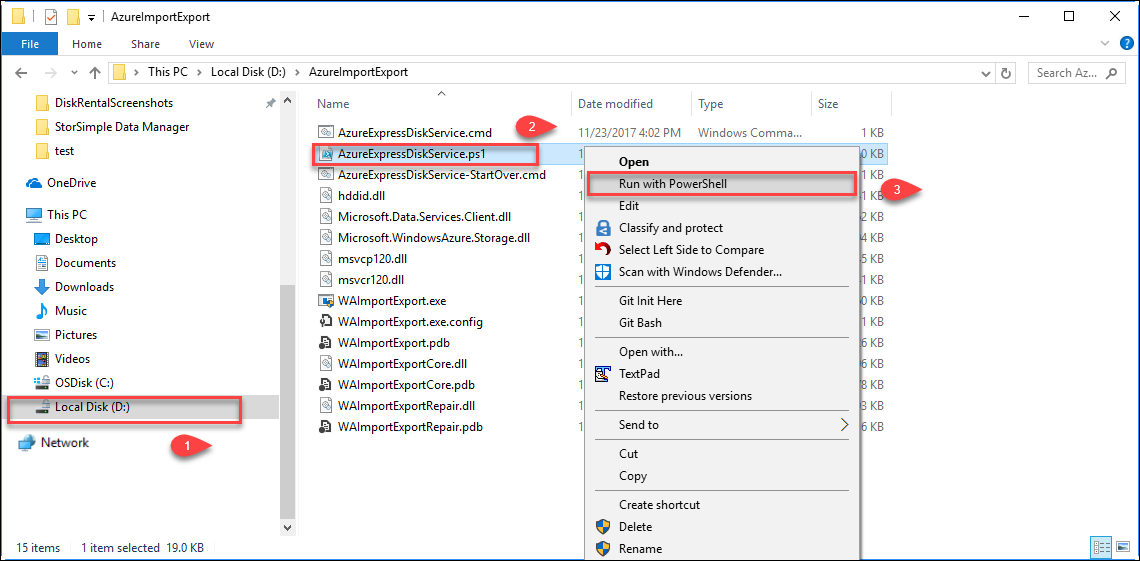 AzureImportExport
File Home Share View
This PC Local Disk (D:) AzureImportExport Search Az...
DiskRentalScreenshots
StorSimple Data Manager
test
OneDrive
This PC
Desktop
Documents
Downloads
Music
Pictures
Videos
OSDisk (C:)
Local Disk (D:)
1
Network
Name Date modified Type Size
2
AzureExpressDiskService.cmd 11/23/2017 4:02 PM Windows Comma... 1 KB
AzureExpressDiskService.ps1 1 0 KB
AzureExpressDiskService-StartOver.cmd 1 1 KB
hddid.dll 1 1 KB
Microsoft.Data.Services.Client.dll 1 2 KB
Microsoft.WindowsAzure.Storage.dll 1 4 KB
msvcp120.dll 1 5 KB
msvcr120.dll 1 1 KB
WAImportExport.exe 1 0 KB
WAImportExport.exe.config 1 1 KB
WAImportExport.pdb 1 2 KB
WAImportExportCore.dll 1 3 KB
WAImportExportCore.pdb 1 8 KB
WAImportExportRepair.dll 1 6 KB
WAImportExportRepair.pdb 1 6 KB
Open
Run with PowerShell
3
Edit
Classify and protect
Select Left Side to Compare
Scan with Windows Defender...
Git Init Here
Git Bash
Open with...
TextPad
Restore previous versions
Send to
Cut
Copy
Create shortcut
Delete
Rename
15 items 1 item selected 19.0 KB